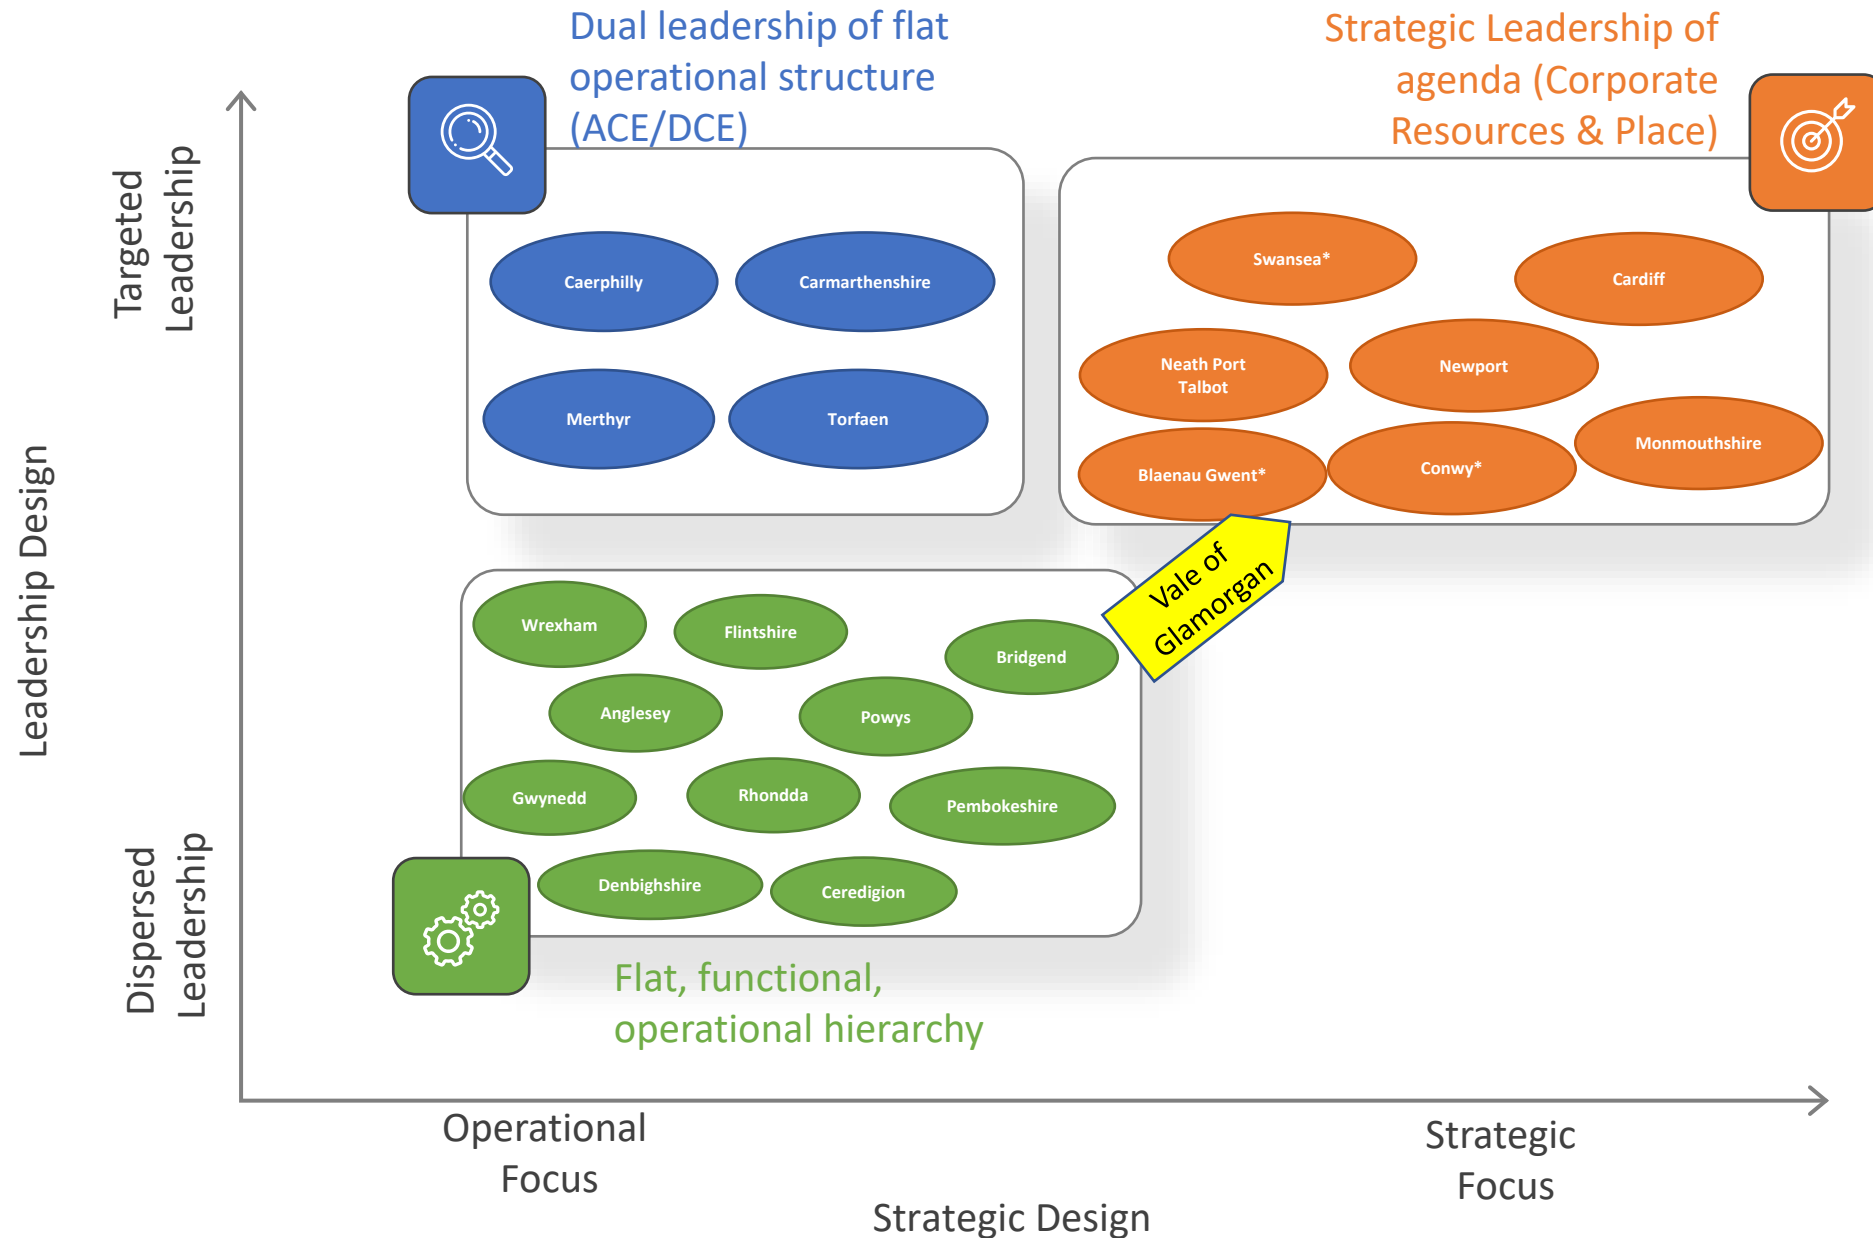 Dual leadership of flat
operational structure
(ACE/DCE)
Strategic Leadership of
agenda (Corporate
Resources & Place)
Targeted
Leadership
Caerphilly
Carmarthenshire
Merthyr
Torfaen
Swansea*
Cardiff
Neath Port
Talbot
Newport
Monmouthshire
Blaenau Gwent*
Conwy*
Leadership Design
Vale of
Glamorgan
Wrexham
Flintshire
Bridgend
Anglesey
Powys
Gwynedd
Rhondda
Pembokeshire
Denbighshire
Ceredigion
Dispersed
Leadership
Flat, functional,
operational hierarchy
Operational
Focus
Strategic
Focus
Strategic Design